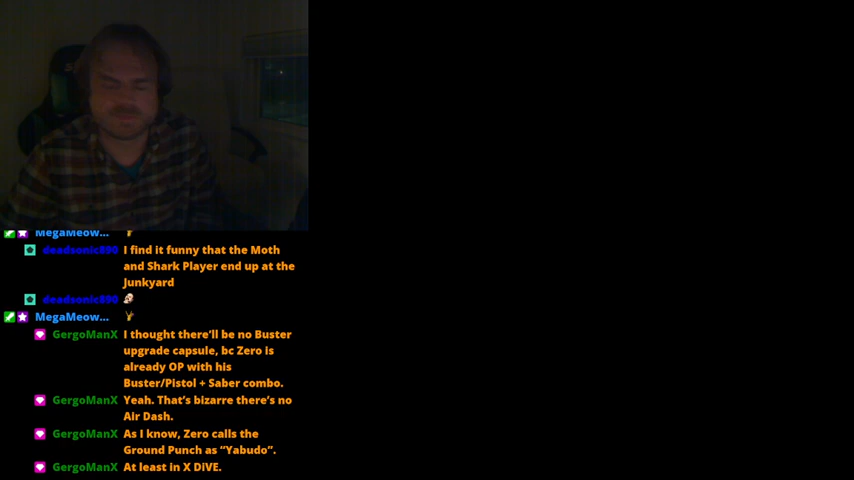 MegaMeow...
deadsonic890 I find it funny that the Moth
and Shark Player end up at the
Junkyard
deadsonic890
MegaMeow...
GergoManX I thought there'll be no Buster
upgrade capsule, bc Zero is
already OP with his
Buster/Pistol + Saber combo.
GergoManX Yeah. That's bizarre there's no
Air Dash.
GergoManX As I know, Zero calls the
Ground Punch as “Yabudo”.
GergoManX At least in X DiVE.